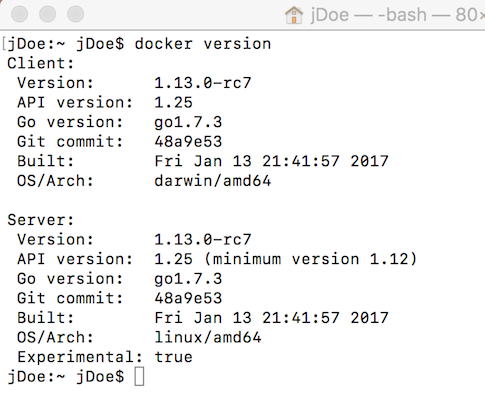 jDoe — -bash — 80×
[jDoe:~ jDoe$ docker version
Client:
 Version:      1.13.0-rc7
 API version:  1.25
 Go version:   go1.7.3
 Git commit:   48a9e53
 Built:        Fri Jan 13 21:41:57 2017
 OS/Arch:      darwin/amd64

Server:
 Version:      1.13.0-rc7
 API version:  1.25 (minimum version 1.12)
 Go version:   go1.7.3
 Git commit:   48a9e53
 Built:        Fri Jan 13 21:41:57 2017
 OS/Arch:      linux/amd64
 Experimental: true
jDoe:~ jDoe$